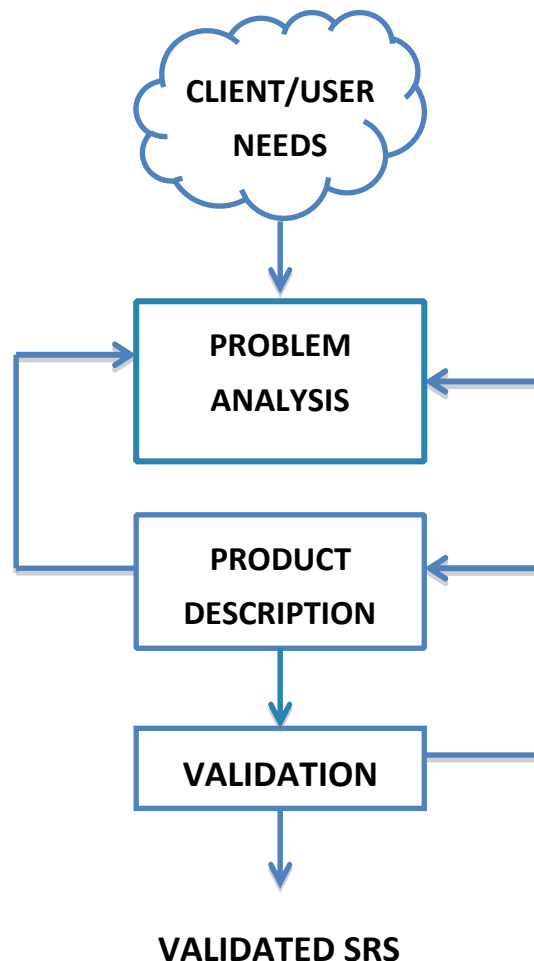 CLIENT/USER
NEEDS
PROBLEM
ANALYSIS
PRODUCT
DESCRIPTION
VALIDATION
VALIDATED SRS